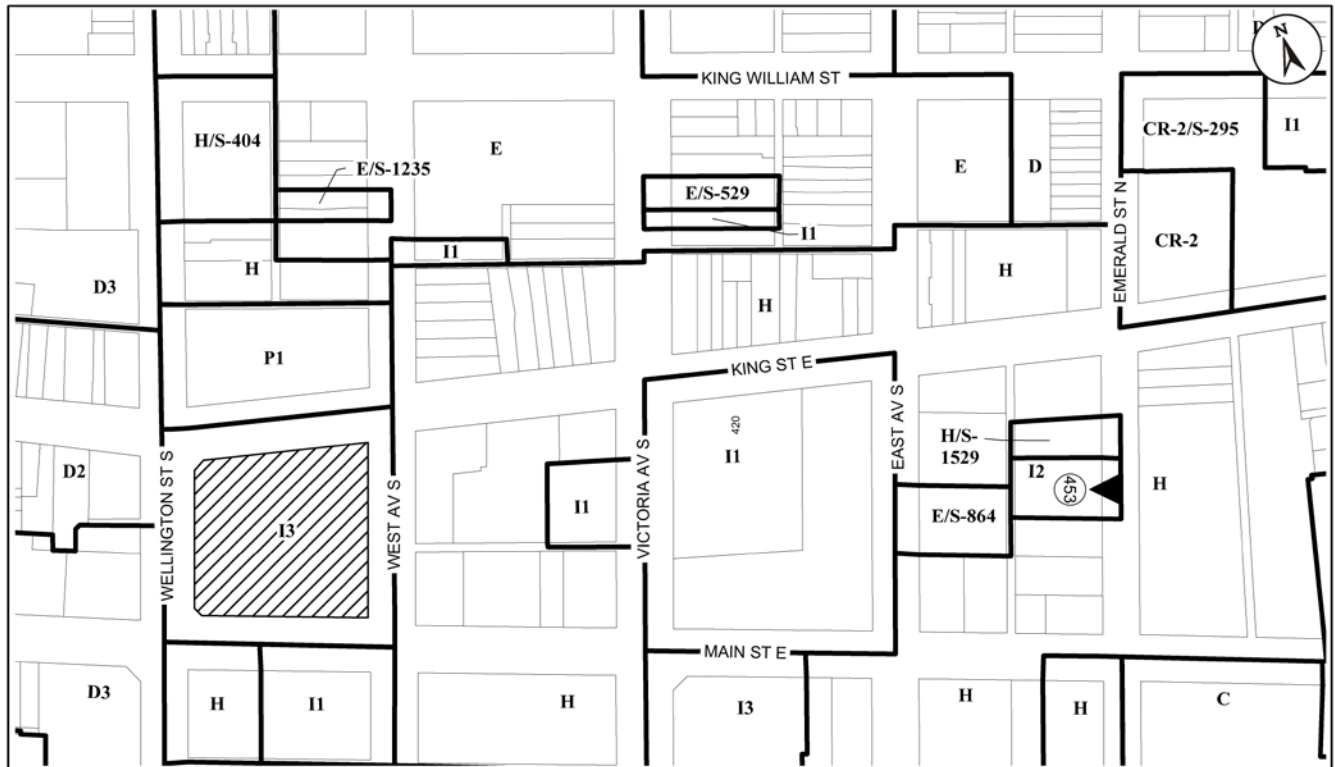 D
N
KING WILLIAM ST
H/S-404
E
CR-2/S-295
I1
E/S-1235
E
D
E/S-529
I1
EMERALD ST N
CR-2
I1
H
H
D3
H
P1
KING ST E
420
I1
H/S-
1529
I2
453
H
D2
WELLINGTON ST S
I3
WEST AV S
I1
VICTORIA AV S
EAST AV S
E/S-864
MAIN ST E
D3
H
I1
H
I3
H
H
C